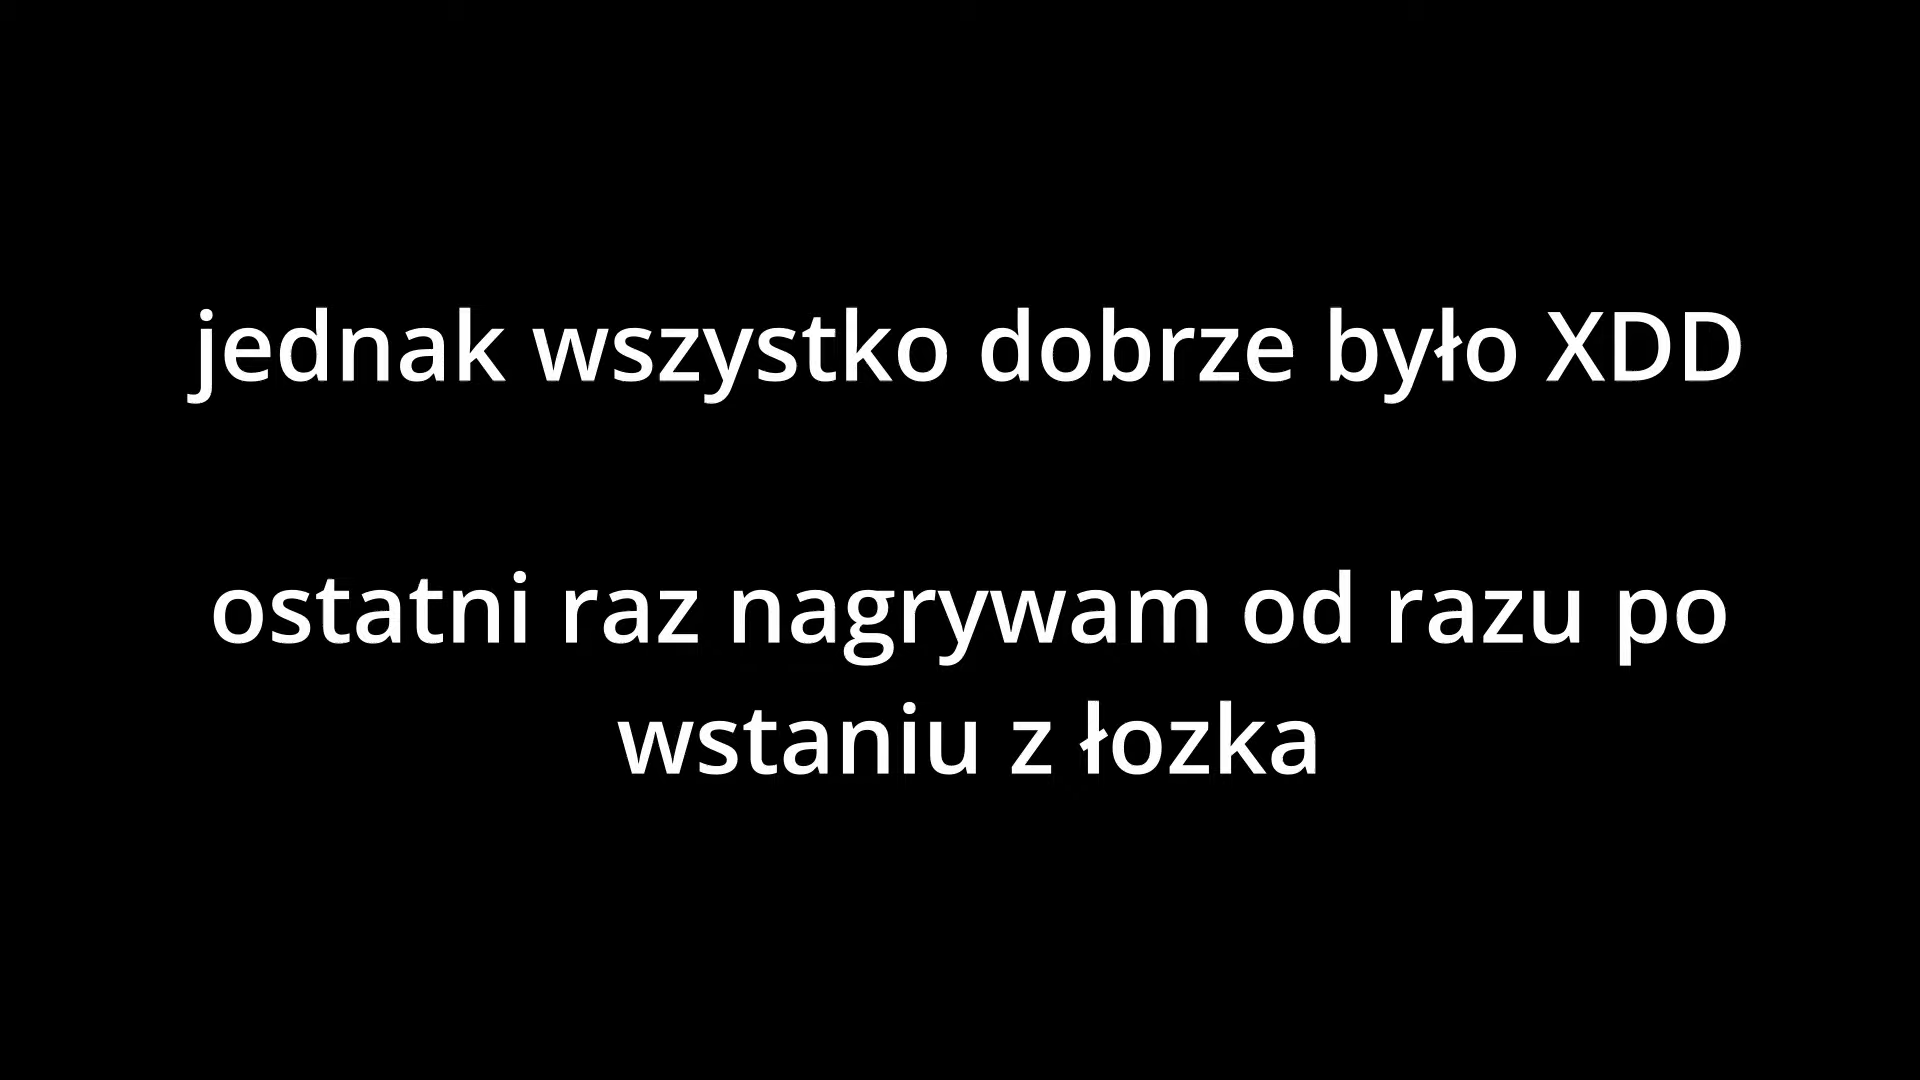 jednak wszystko dobrze było XDD
ostatni raz nagrywam od razu po
wstaniu z łozka